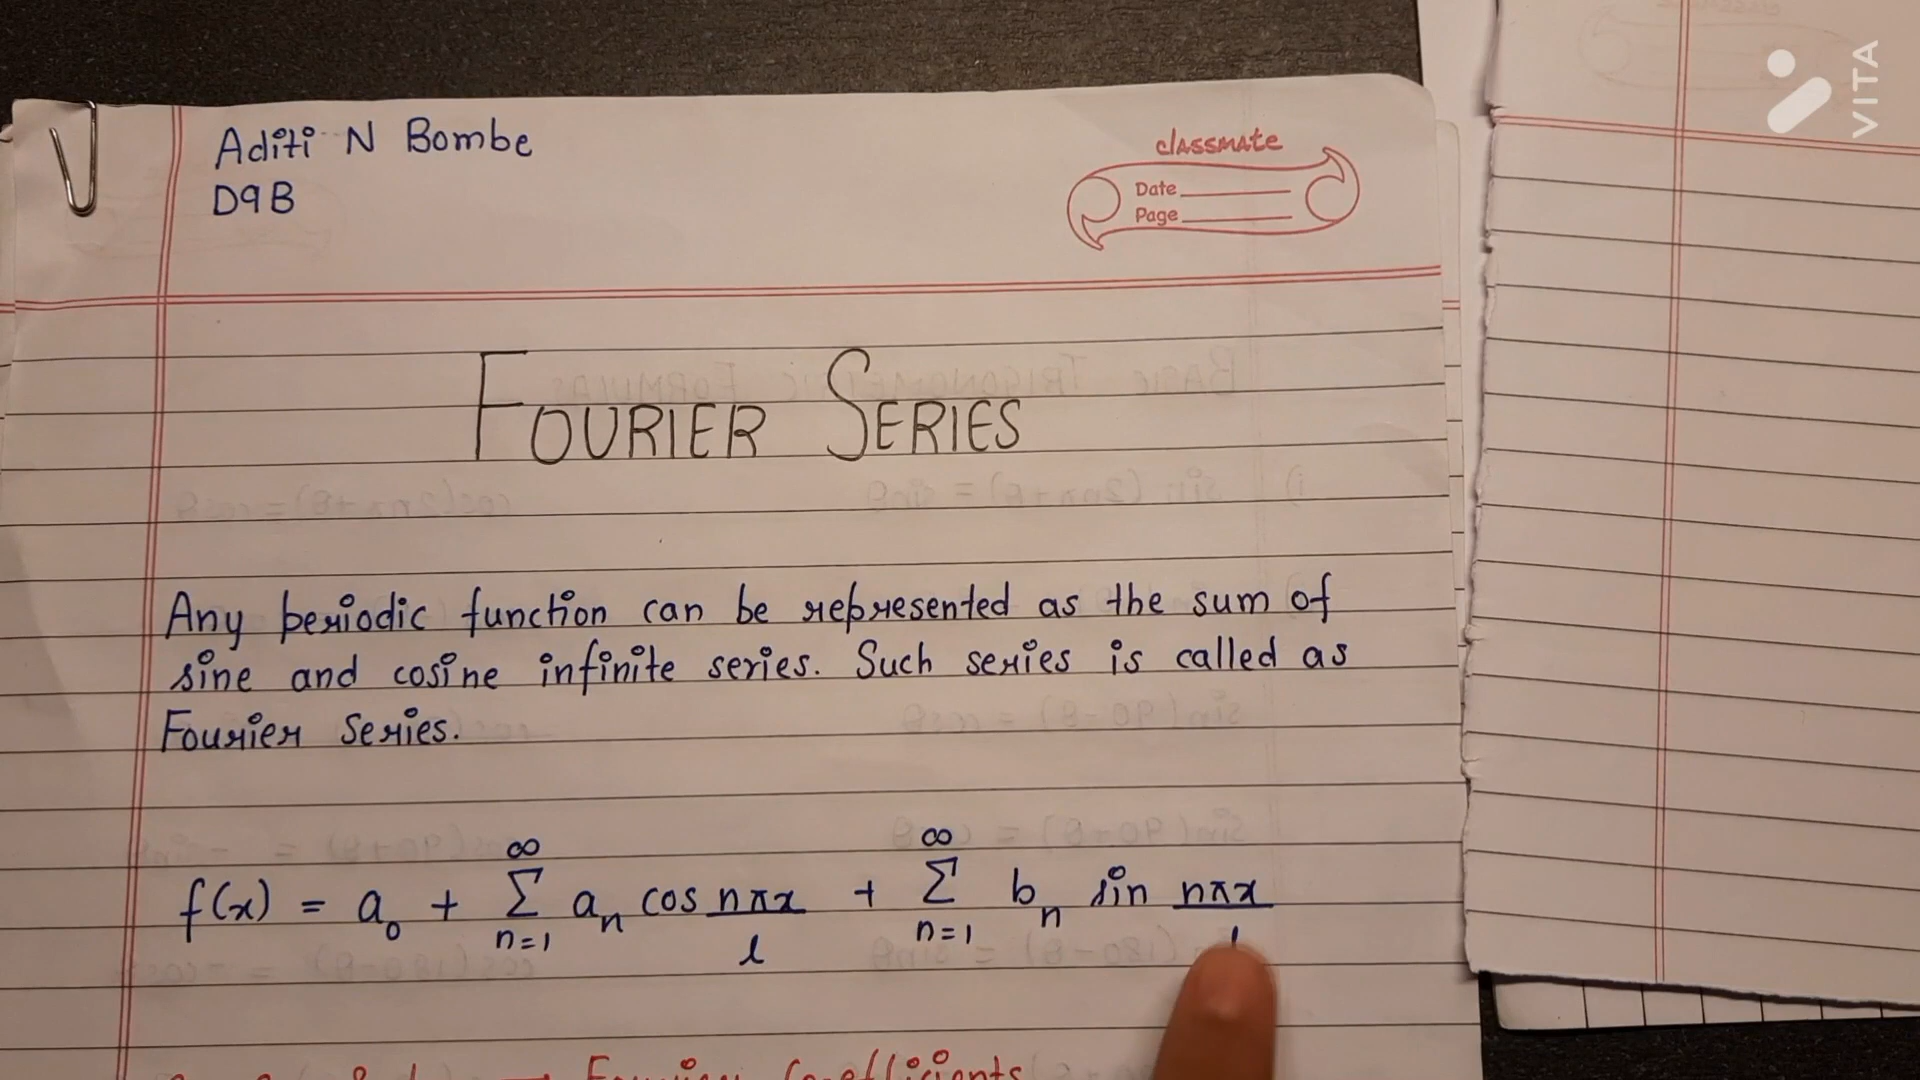 Aditi N Bombe
D9B
classmate
Date
Page
VITA
FOURIER SERIES
Any periodic function can be represented as the sum of
sine and cosine infinite series. Such series is called as
Fourier Series.
f(x) = a₀ + ∞ Σ n=1 aₙ cos nπx/l + ∞ Σ n=1 bₙ sin nπx/l
Fourier Coefficients